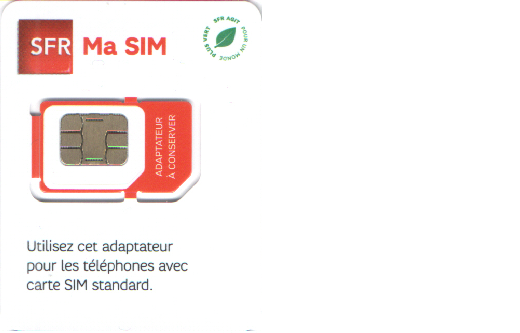 SFR Ma SIM
SFR AGIT POUR UN MONDE PLUS VERT
ADAPTATEUR
À CONSERVER
Utilisez cet adaptateur
pour les téléphones avec
carte SIM standard.